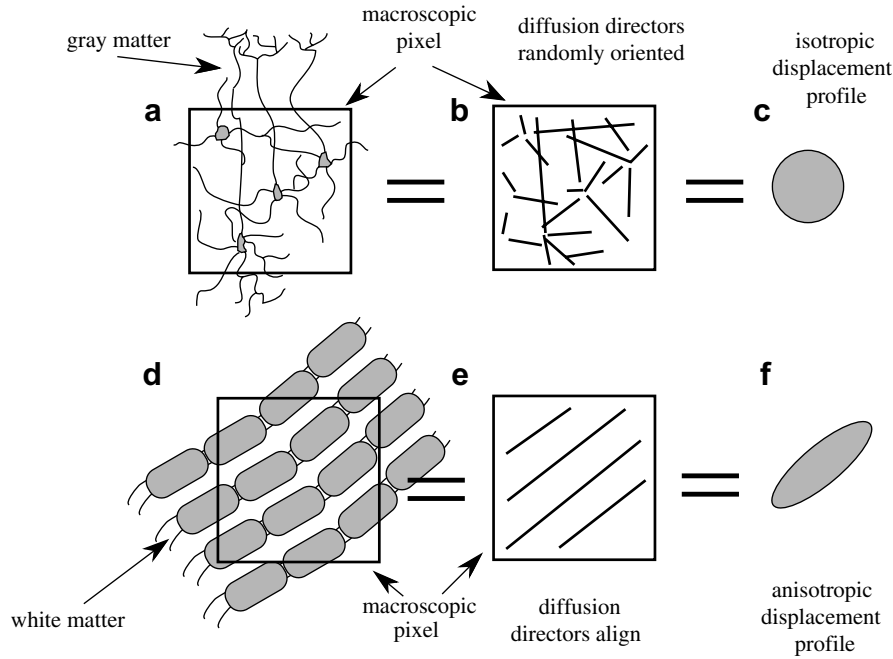 gray matter
macroscopic
pixel
diffusion directors
randomly oriented
isotropic
displacement
profile
a
b
c
d
e
f
white matter
macroscopic
pixel
diffusion
directors align
anisotropic
displacement
profile